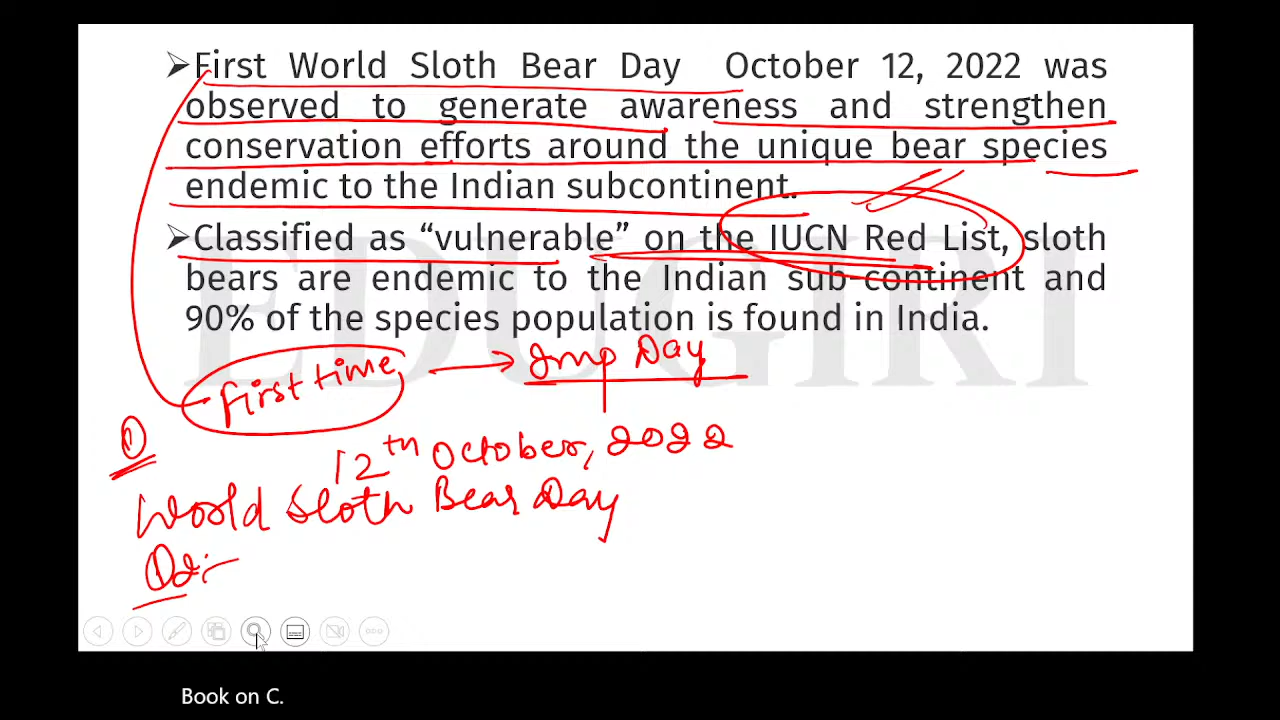 ➢First World Sloth Bear Day October 12, 2022 was
observed to generate awareness and strengthen
conservation efforts around the unique bear species
endemic to the Indian subcontinent.
➢Classified as “vulnerable” on the IUCN Red List, sloth
bears are endemic to the Indian sub-continent and
90% of the species population is found in India.
EDUGIRI
First time → Imp Day
①
12th October, 2022
World Sloth Bear Day
Q2:-
Book on C.